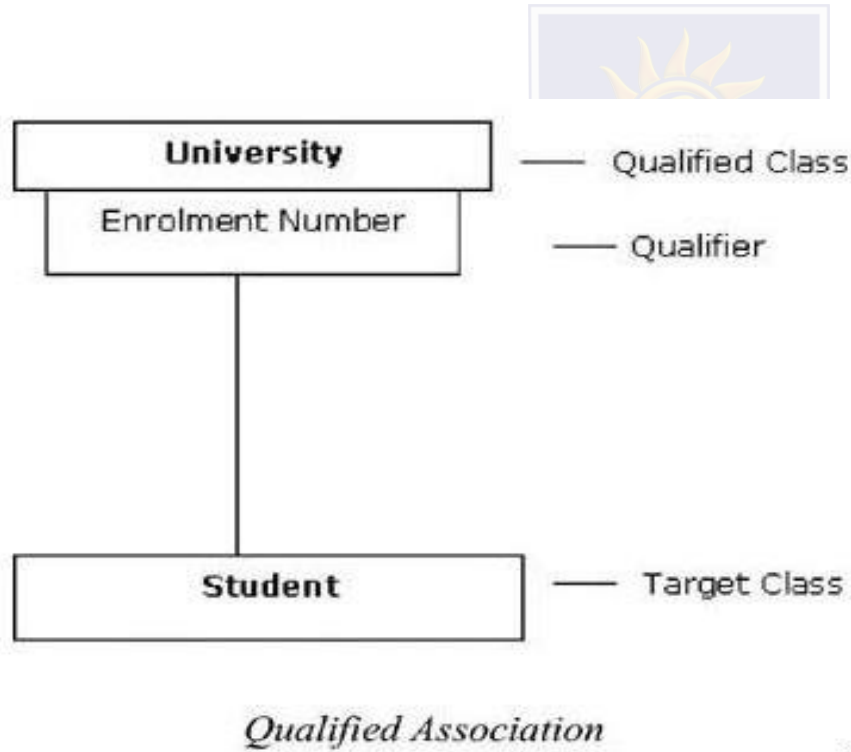 University
Qualified Class
Enrolment Number
Qualifier
Student
Target Class
Qualified Association